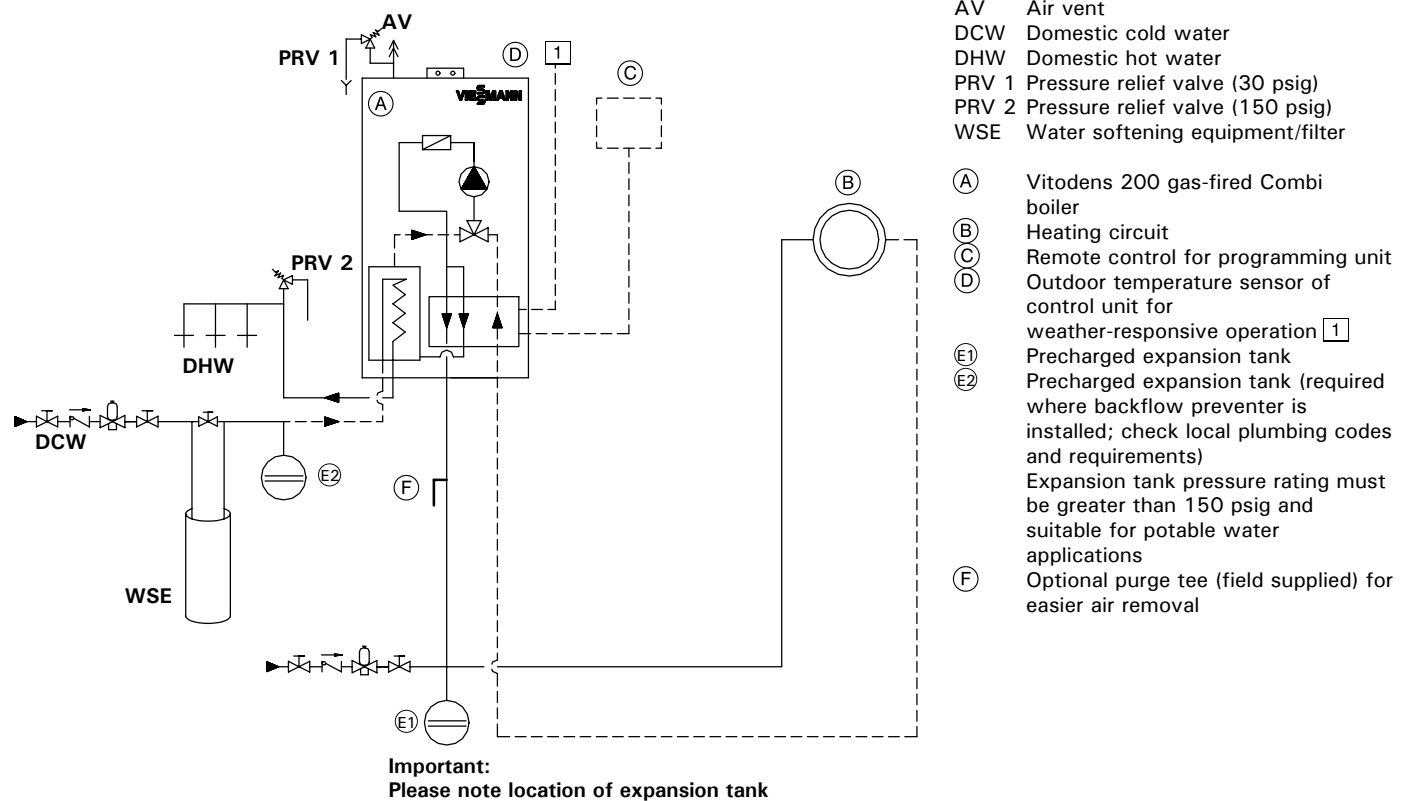 AV
PRV 1
D
1
C
VIESMANN
A
B
PRV 2
DHW
DCW
E2
F
WSE
E1
Important:
Please note location of expansion tank
AV Air vent
DCW Domestic cold water
DHW Domestic hot water
PRV 1 Pressure relief valve (30 psig)
PRV 2 Pressure relief valve (150 psig)
WSE Water softening equipment/filter
A Vitodens 200 gas-fired Combi
boiler
B Heating circuit
C Remote control for programming unit
D Outdoor temperature sensor of
control unit for
weather-responsive operation 1
E1 Precharged expansion tank
E2 Precharged expansion tank (required
where backflow preventer is
installed; check local plumbing codes
and requirements)
Expansion tank pressure rating must
be greater than 150 psig and
suitable for potable water
applications
F Optional purge tee (field supplied) for
easier air removal